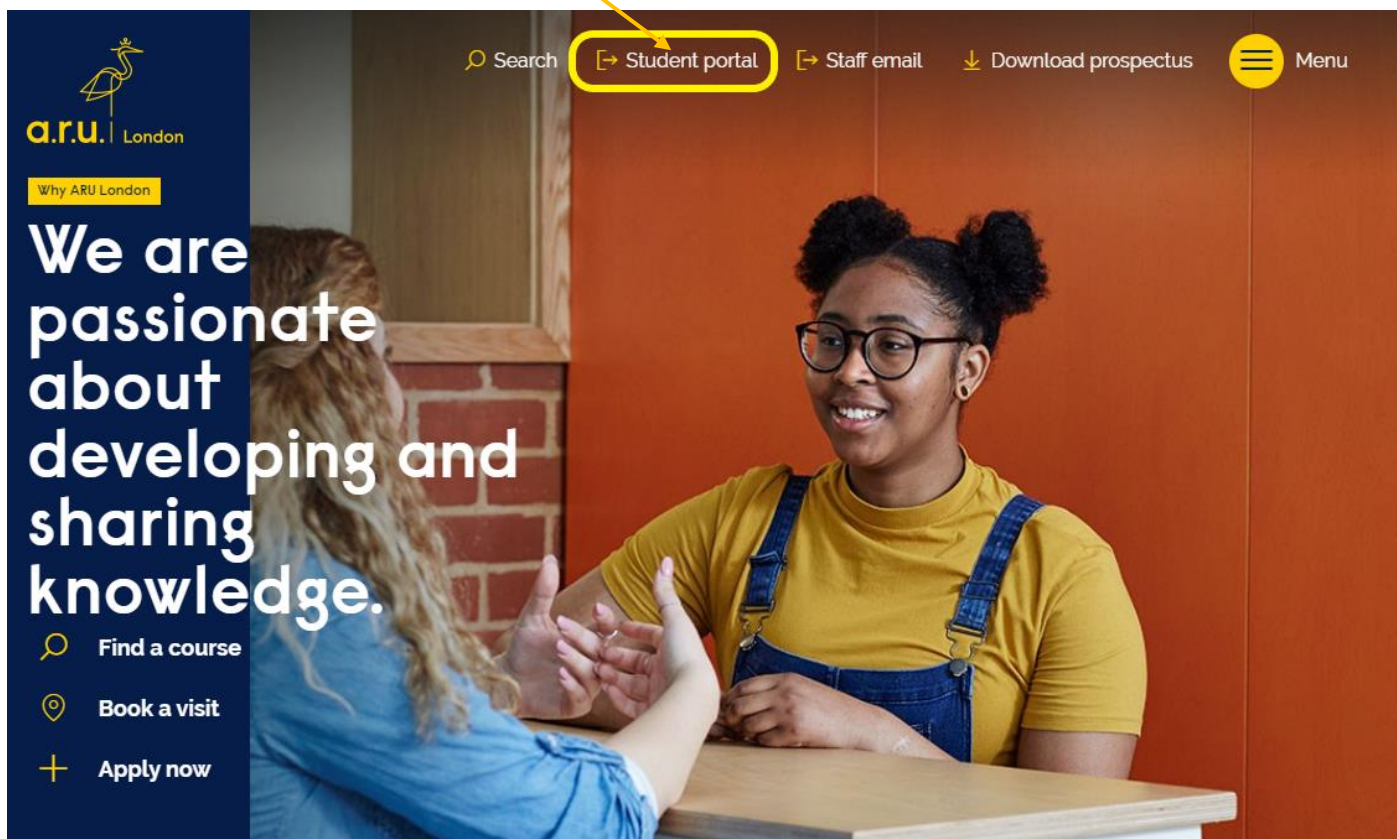 Search Student portal Staff email Download prospectus Menu
a.r.u. London
Why ARU London
We are
passionate
about
developing and
sharing
knowledge.
Find a course
Book a visit
Apply now